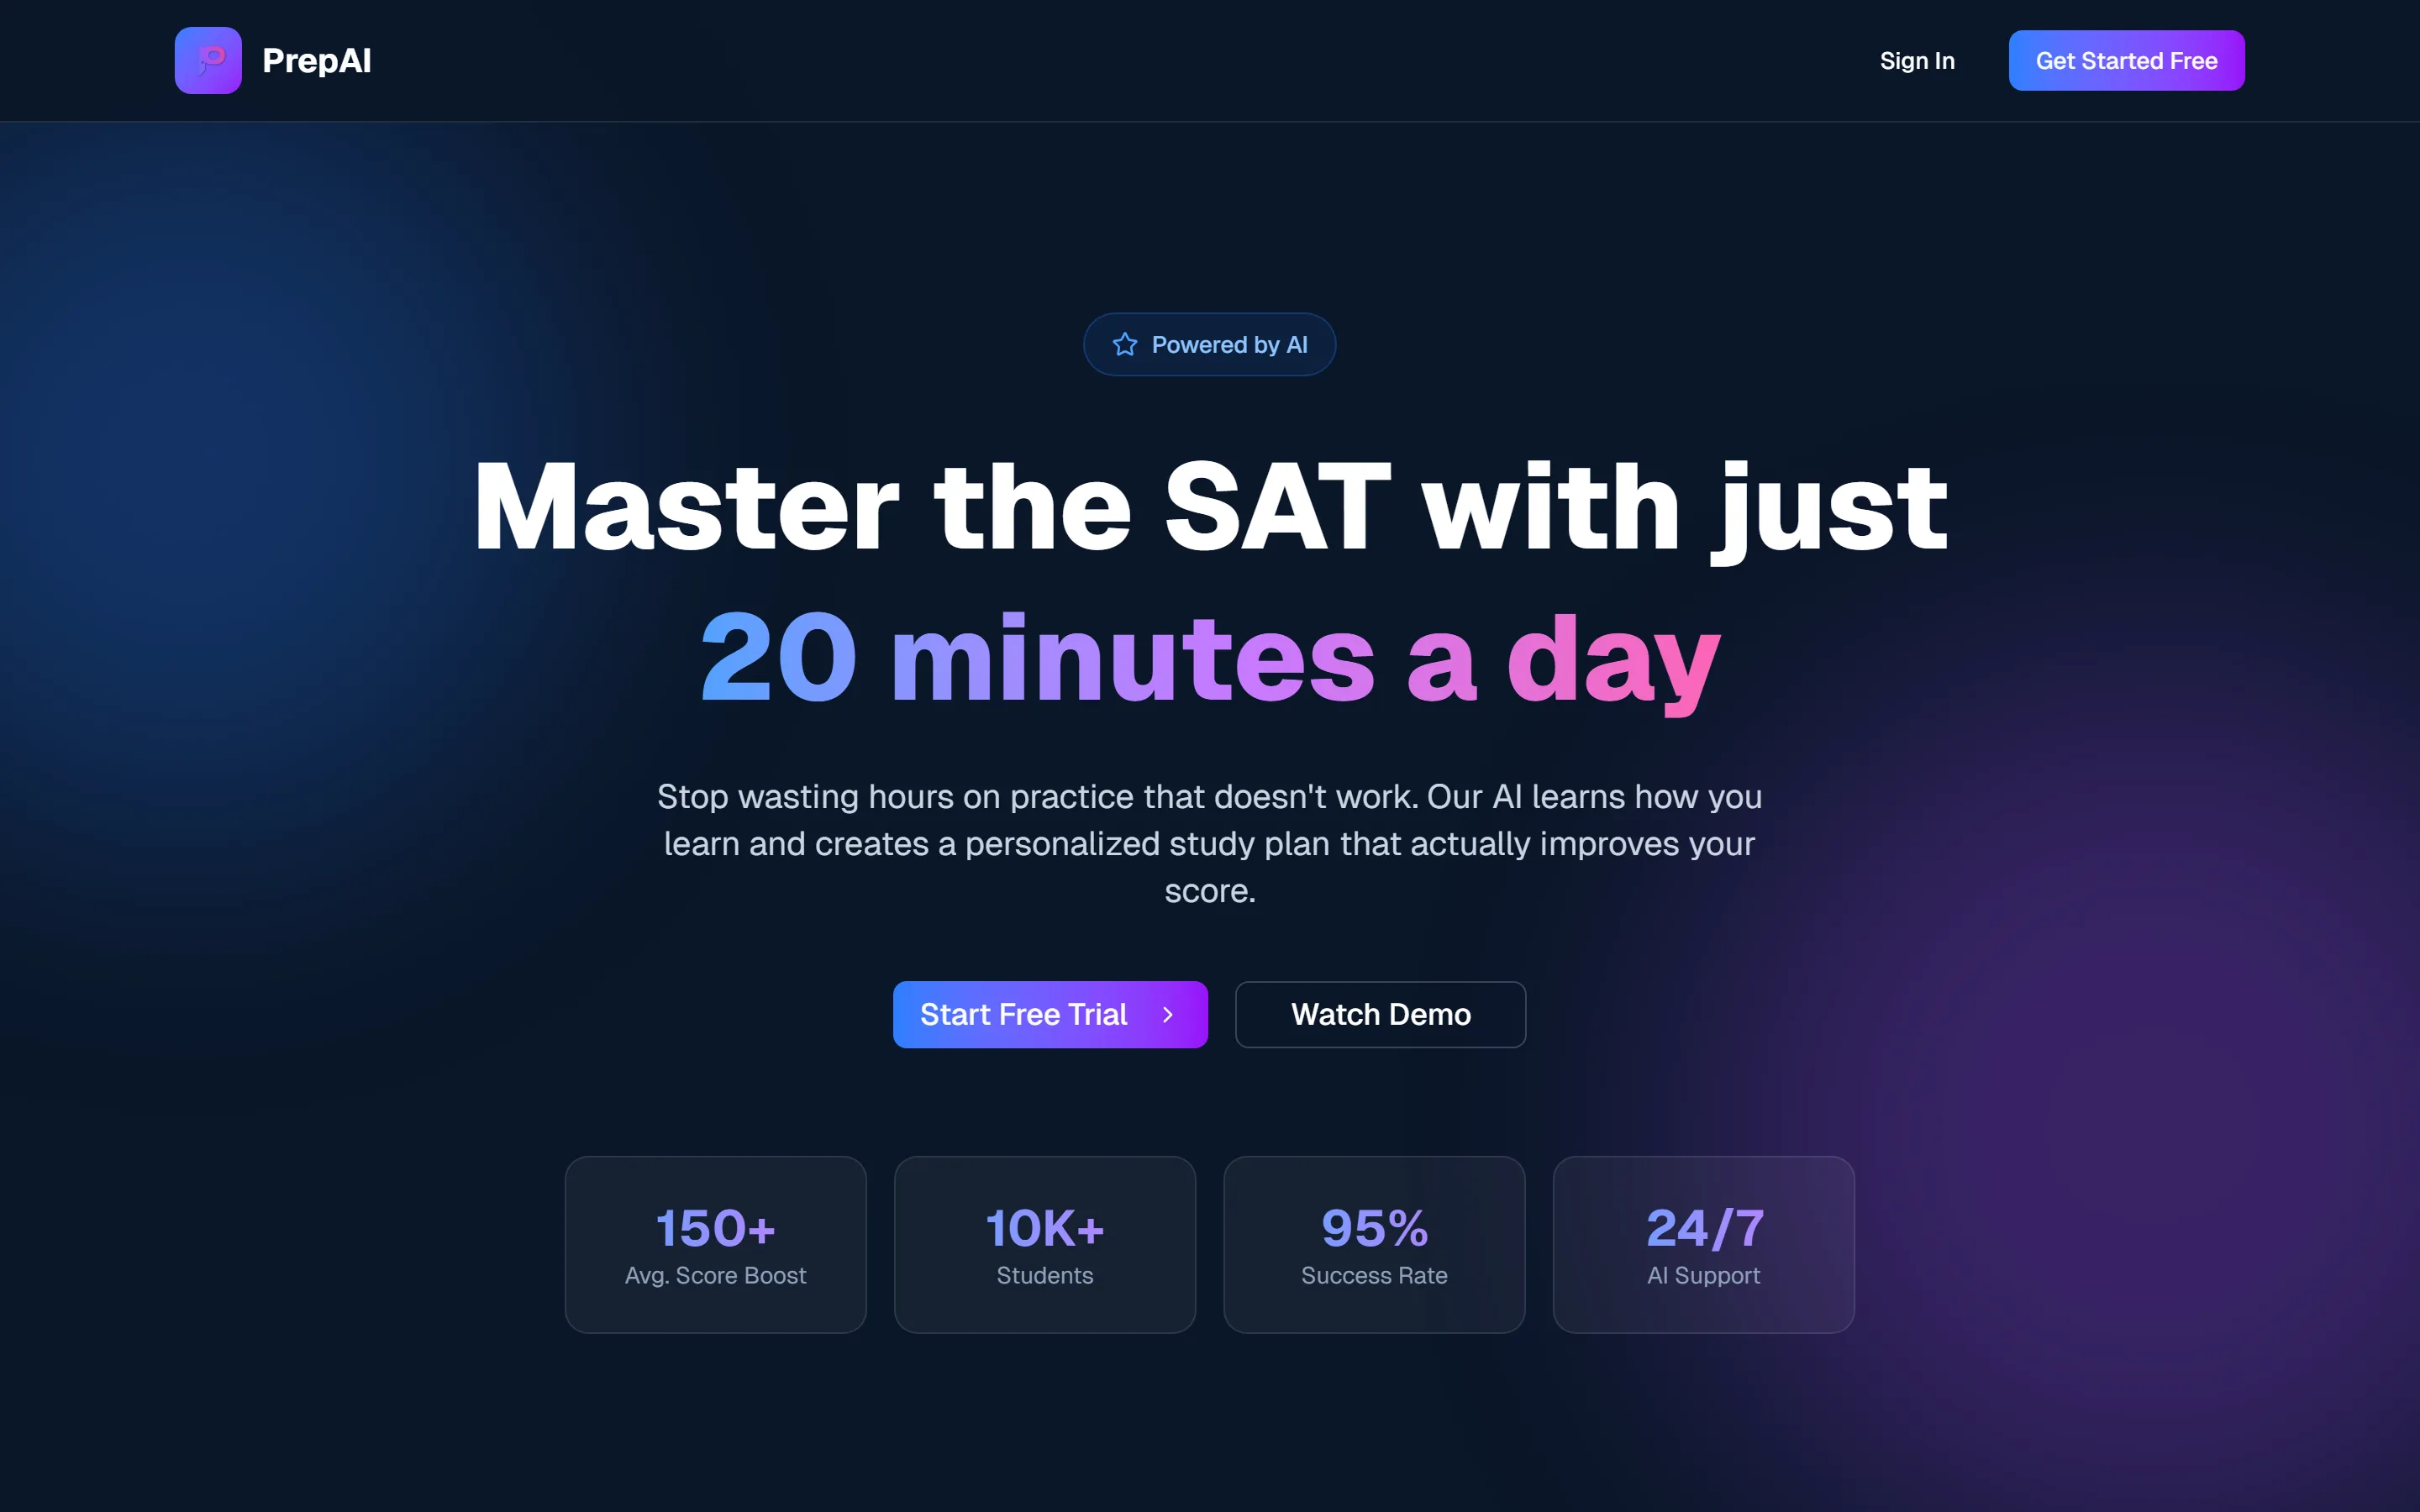 P PrepAI
Sign In
Get Started Free
Powered by AI
Master the SAT with just
20 minutes a day
Stop wasting hours on practice that doesn't work. Our AI learns how you
learn and creates a personalized study plan that actually improves your
score.
Start Free Trial
Watch Demo
150+
Avg. Score Boost
10K+
Students
95%
Success Rate
24/7
AI Support